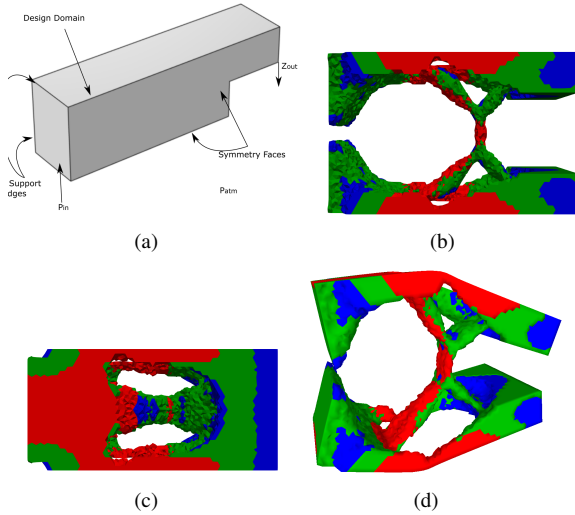 Design Domain
Zout
Symmetry Faces
Support
dges
Pin
Patm
(a)
(b)
(c)
(d)